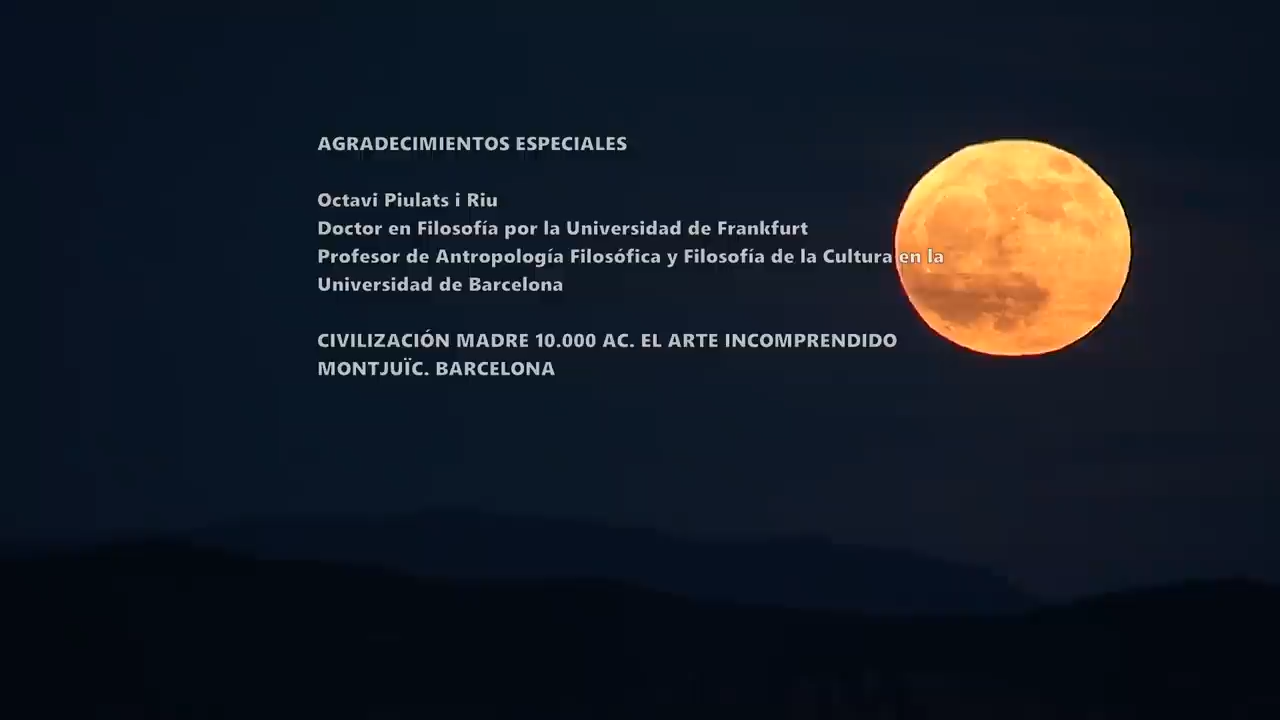 AGRADECIMIENTOS ESPECIALES
Octavi Piulats i Riu
Doctor en Filosofía por la Universidad de Frankfurt
Profesor de Antropología Filosófica y Filosofía de la Cultura en la
Universidad de Barcelona
CIVILIZACIÓN MADRE 10.000 AC. EL ARTE INCOMPRENDIDO
MONTJUÏC. BARCELONA